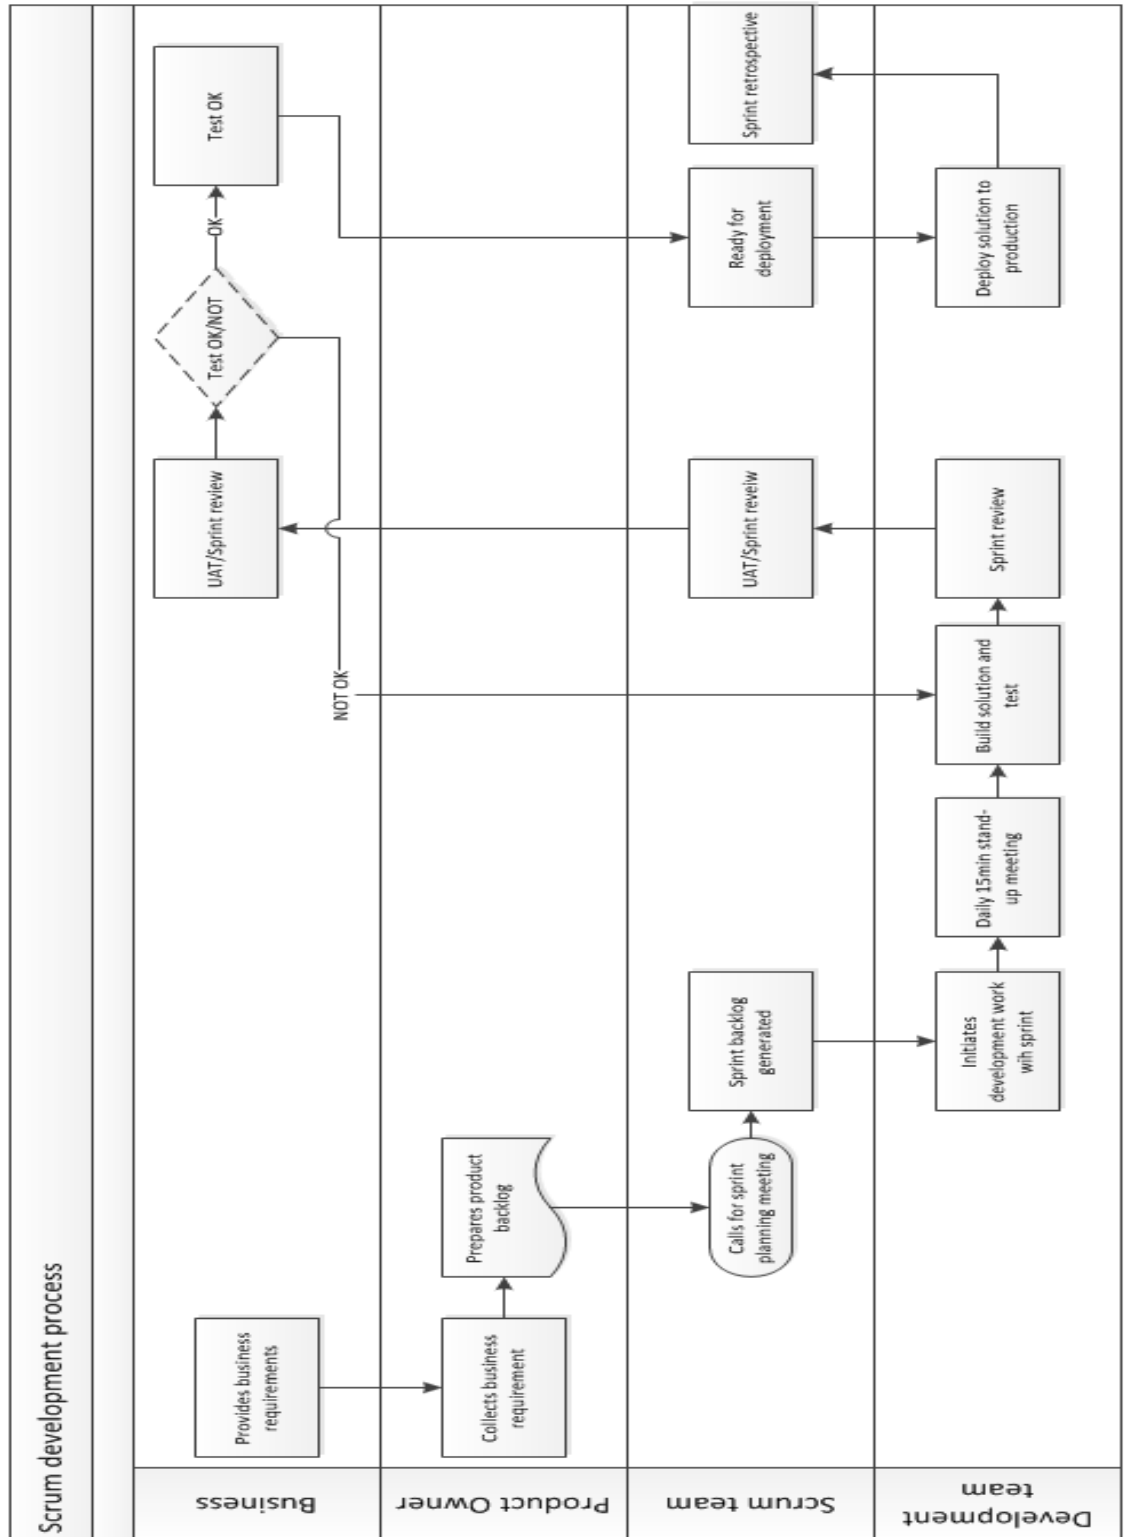 Scrum development process
Business
Provides business
requirements
UAT/Sprint review
Test OK/NOT
OK
Test OK
NOT OK
Product Owner
Collects business
requirement
Prepares product
backlog
Scrum team
Calls for sprint
planning meeting
Sprint backlog
generated
UAT/Sprint reveiw
Ready for
deployment
Sprint retrospective
Development
team
Initiates
development work
wih sprint
Daily 15min stand-
up meeting
Build solution and
test
Sprint review
Deploy solution to
production